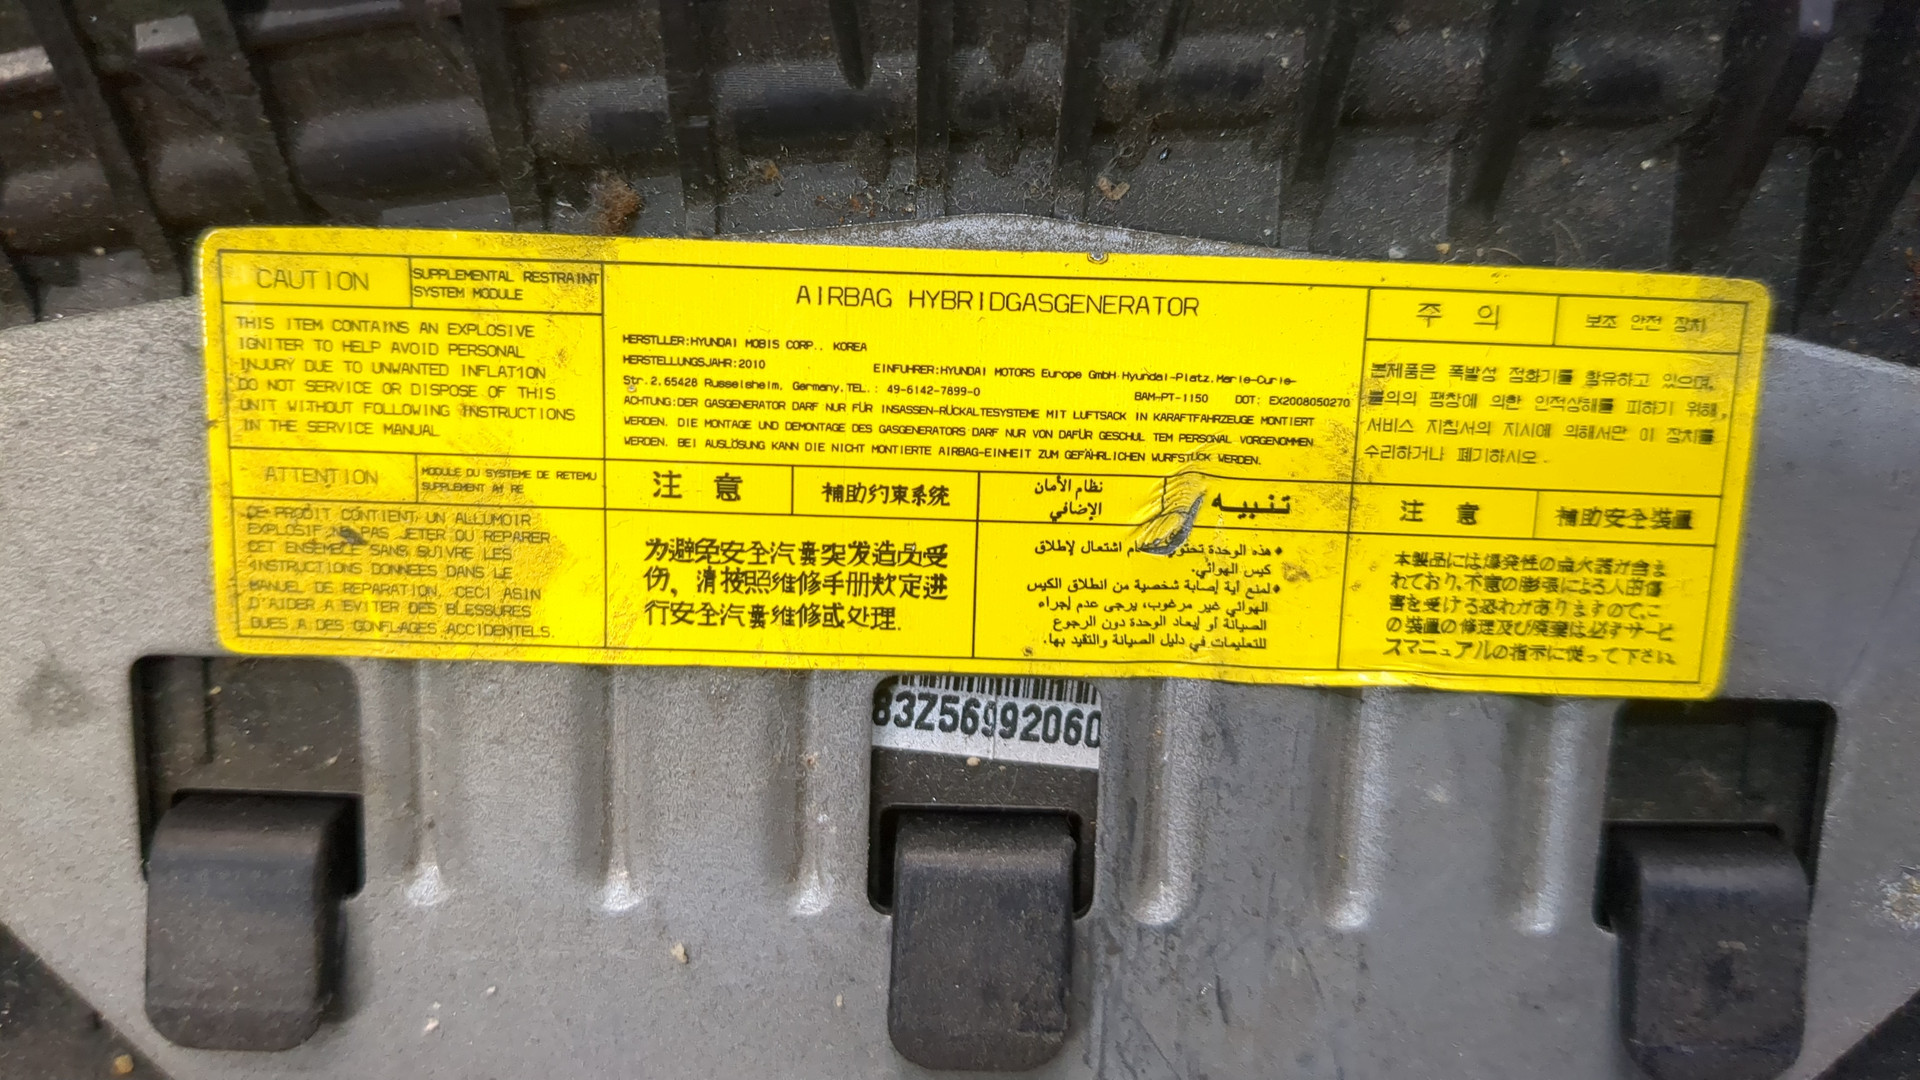 CAUTION
SUPPLEMENTAL RESTRAINT
SYSTEM MODULE
THIS ITEM CONTAINS AN EXPLOSIVE
IGNITER TO HELP AVOID PERSONAL
INJURY DUE TO UNWANTED INFLATION
DO NOT SERVICE OR DISPOSE OF THIS
UNIT WITHOUT FOLLOWING INSTRUCTIONS
IN THE SERVICE MANUAL
ATTENTION
MODULE DU SYSTEME DE RETEMU
SUPPLEMENT
CE PRODIT CONTIENT UN ALLUMOIR
EXPLOSIF PAS JETER OU REPARER
CET ENSEMBLE SANS SUIVRE LES
INSTRUCTIONS DONNEES DANS LE
MANUEL DE REPARATION, CECI ASIN
D'AIDER A EVITER DES BLESSURES
DUES A DES GONFLAGES ACCIDENTELS.
AIRBAG HYBRIDGASGENERATOR
HERSTLLER:HYUNDAI MOBIS CORP., KOREA
HERSTELLUNGSJAHR:2010
EINFUHRER:HYUNDAI MOTORS Europe GmbH Hyundai-Platz.Marie-Curie-
Str.2.65428 Russelsheim, Germany,TEL.: 49-6142-7899-0
BAM-PT-1150 DOT: EX2008050270
ACHTUNG:DER GASGENERATOR DARF NUR FÜR INSASSEN-RÜCKALTESYSTEME MIT LUFTSACK IN KARAFTFAHRZEUGE MONTIERT
WERDEN. DIE MONTAGE UND DEMONTAGE DES GASGENERATORS DARF NUR VON DAFÜR GESCHUL TEM PERSONAL VORGENOMMEN
WERDEN. BEI AUSLÖSUNG KANN DIE NICHT MONTIERTE AIRBAG-EINHEIT ZUM GEFÄHRLICHEN WURFSTUCK WERDEN.
注 意
補助约束系统
为避免安全汽囊突发造成受
伤，请按照维修手册规定进
行安全汽囊维修或处理.
تنبيه
نظام الأمان
الإضافي
•هذه الوحدة تحتوي نظام اشتعال لإطلاق
كيس الهوائي.
•لمنع أية إصابة شخصية من انطلاق الكيس
الهوائي غير مرغوب، يرجى عدم إجراء
الصيانة أو إبعاد الوحدة دون الرجوع
للتعليمات في دليل الصيانة والتقيد بها.
주 의
보조 안전 장치
본제품은 폭발성 점화기를 함유하고 있으며,
불의의 팽창에 의한 인적상해를 피하기 위해,
서비스 지침서의 지시에 의해서만 이 장치를
수리하거나 폐기하시오.
注 意
補助安全装置
本製品には爆発性の点火器が含ま
れており,不意の膨張による人的傷
害を受ける恐れがありますので,こ
の装置の修理及び廃棄は必ずサービ
スマニュアルの指示に従って下さい
83Z56992060